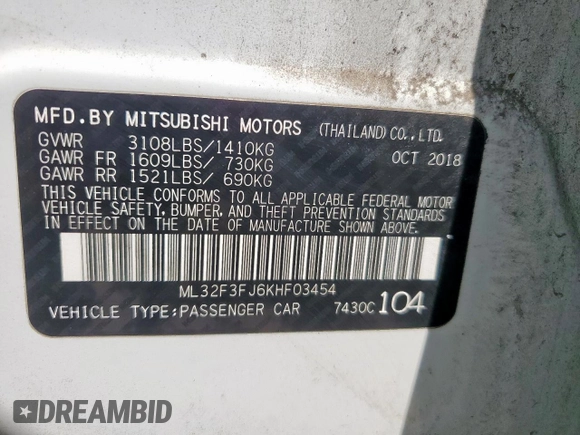 MFD.BY MITSUBISHI MOTORS (THAILAND)CO.,LTD.
GVWR 3108LBS/1410KG OCT 2018
GAWR FR 1609LBS/ 730KG
GAWR RR 1521LBS/ 690KG
THIS VEHICLE CONFORMS TO ALL APPLICABLE FEDERAL MOTOR
VEHICLE SAFETY, BUMPER, AND THEFT PREVENTION STANDARDS
IN EFFECT ON THE DATE OF MANUFACTURE SHOWN ABOVE.
ML32F3FJ6KHF03454
VEHICLE TYPE:PASSENGER CAR 7430C 104
DREAMBID